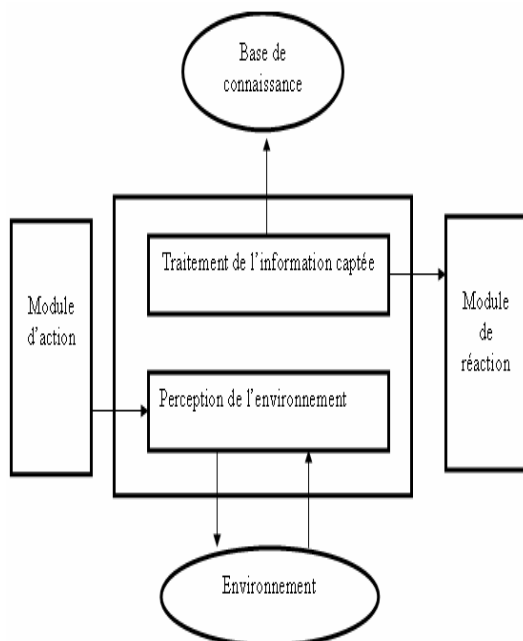 Base de
connaissance
Traitement de l'information captée
Module
d'action
Module
de
réaction
Perception de l'environnement
Environnement